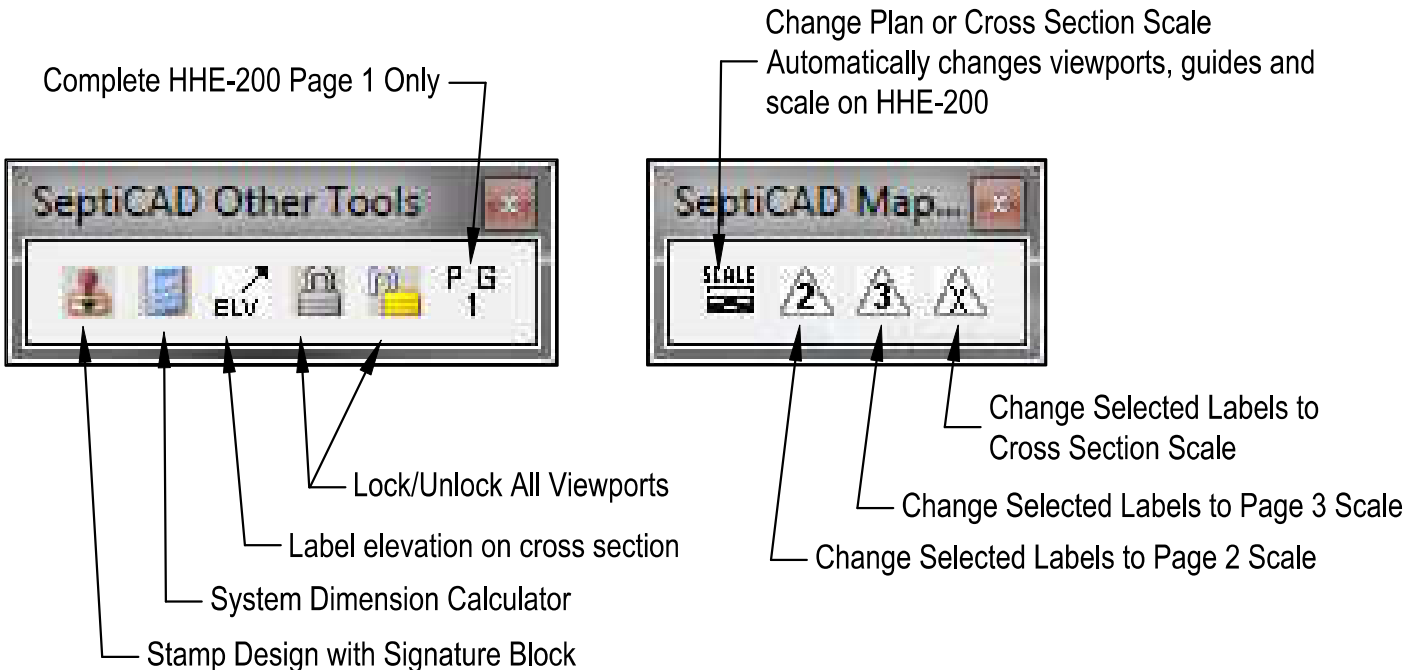 Change Plan or Cross Section Scale
Automatically changes viewports, guides and
scale on HHE-200
Complete HHE-200 Page 1 Only
SeptiCAD Other Tools
x
ELV
P G
1
SeptiCAD Map...
x
SCALE
2
3
X
Change Selected Labels to
Cross Section Scale
Lock/Unlock All Viewports
Change Selected Labels to Page 3 Scale
Label elevation on cross section
Change Selected Labels to Page 2 Scale
System Dimension Calculator
Stamp Design with Signature Block